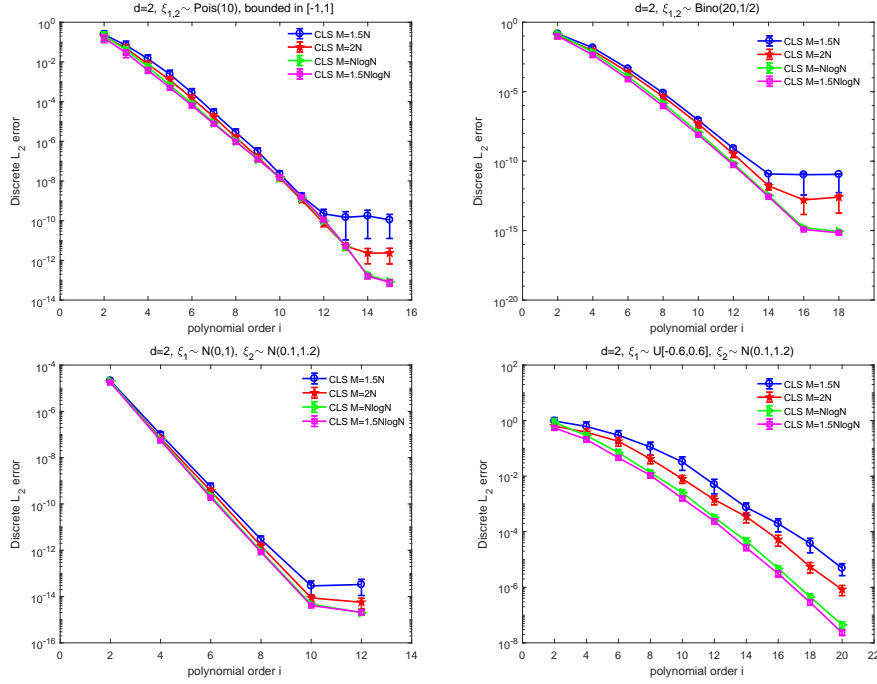 d=2, ξ1,2~ Pois(10), bounded in [-1,1]
10^0
10^-2
10^-4
10^-6
10^-8
10^-10
10^-12
10^-14
Discrete L2 error
CLS M=1.5N
CLS M=2N
CLS M=NlogN
CLS M=1.5NlogN
0 2 4 6 8 10 12 14 16
polynomial order i
d=2, ξ1,2~ Bino(20,1/2)
10^0
10^-5
10^-10
10^-15
10^-20
Discrete L2 error
CLS M=1.5N
CLS M=2N
CLS M=NlogN
CLS M=1.5NlogN
0 2 4 6 8 10 12 14 16 18 20
polynomial order i
d=2, ξ1~ N(0,1), ξ2~ N(0.1,1.2)
10^-4
10^-6
10^-8
10^-10
10^-12
10^-14
10^-16
Discrete L2 error
CLS M=1.5N
CLS M=2N
CLS M=NlogN
CLS M=1.5NlogN
0 2 4 6 8 10 12 14
polynomial order i
d=2, ξ1~ U[-0.6,0.6], ξ2~ N(0.1,1.2)
10^2
10^0
10^-2
10^-4
10^-6
10^-8
Discrete L2 error
CLS M=1.5N
CLS M=2N
CLS M=NlogN
CLS M=1.5NlogN
0 2 4 6 8 10 12 14 16 18 20 22
polynomial order i